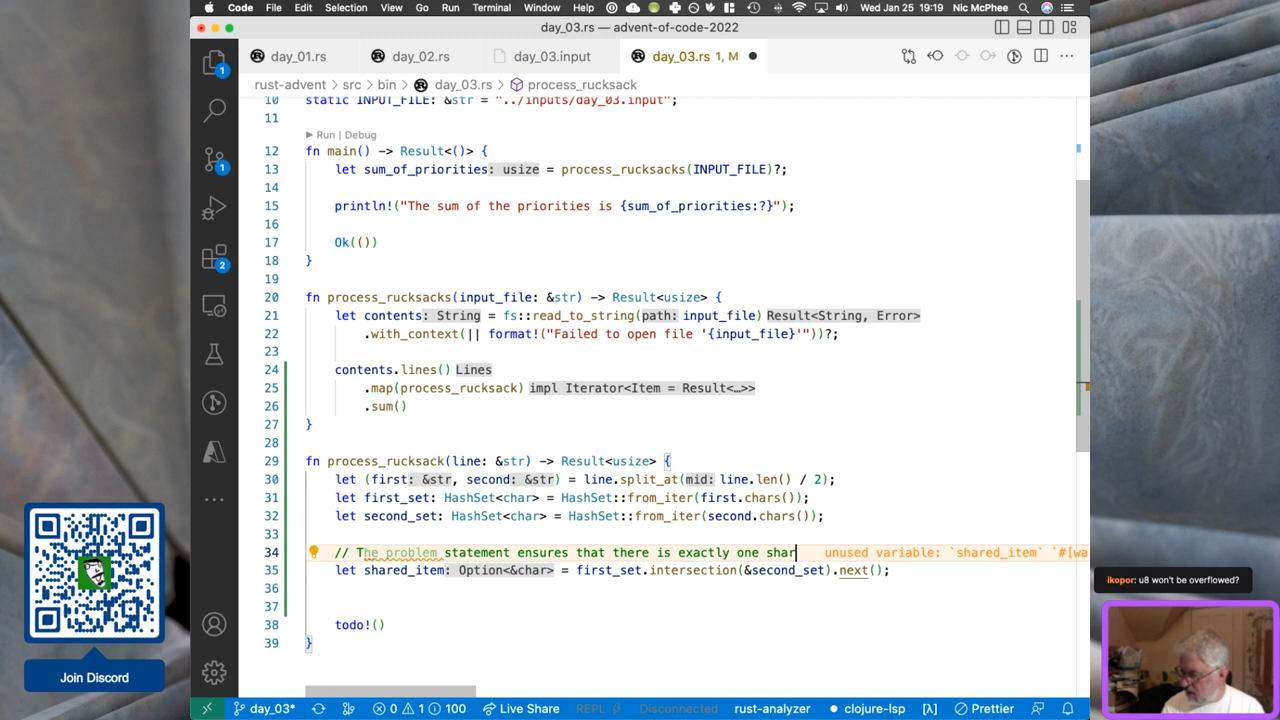 Code File Edit Selection View Go Run Terminal Window Help Wed Jan 25 19:19 Nic McPhee
day_03.rs — advent-of-code-2022
day_01.rs day_02.rs day_03.input day_03.rs 1, M
rust-advent > src > bin > day_03.rs > process_rucksack
10 static INPUT_FILE: &str = "../inputs/day_03.input";
11
Run | Debug
12 fn main() -> Result<()> {
13 let sum_of_priorities: usize = process_rucksacks(INPUT_FILE)?;
14
15 println!("The sum of the priorities is {sum_of_priorities:?}");
16
17 Ok(())
18 }
19
20 fn process_rucksacks(input_file: &str) -> Result<usize> {
21 let contents: String = fs::read_to_string(path: input_file) Result<String, Error>
22 .with_context(|| format!("Failed to open file '{input_file}'"))?;
23
24 contents.lines() Lines
25 .map(process_rucksack) impl Iterator<Item = Result<…>>
26 .sum()
27 }
28
29 fn process_rucksack(line: &str) -> Result<usize> {
30 let (first: &str, second: &str) = line.split_at(mid: line.len() / 2);
31 let first_set: HashSet<char> = HashSet::from_iter(first.chars());
32 let second_set: HashSet<char> = HashSet::from_iter(second.chars());
33
34 // The problem statement ensures that there is exactly one shar unused variable: `shared_item` `#[wa
35 let shared_item: Option<&char> = first_set.intersection(&second_set).next();
36
37
38 todo!()
39 }
1
1
2
Join Discord
ikopor: u8 won't be overflowed?
day_03* 0 1 100 Live Share REPL Disconnected rust-analyzer clojure-lsp [λ] Prettier